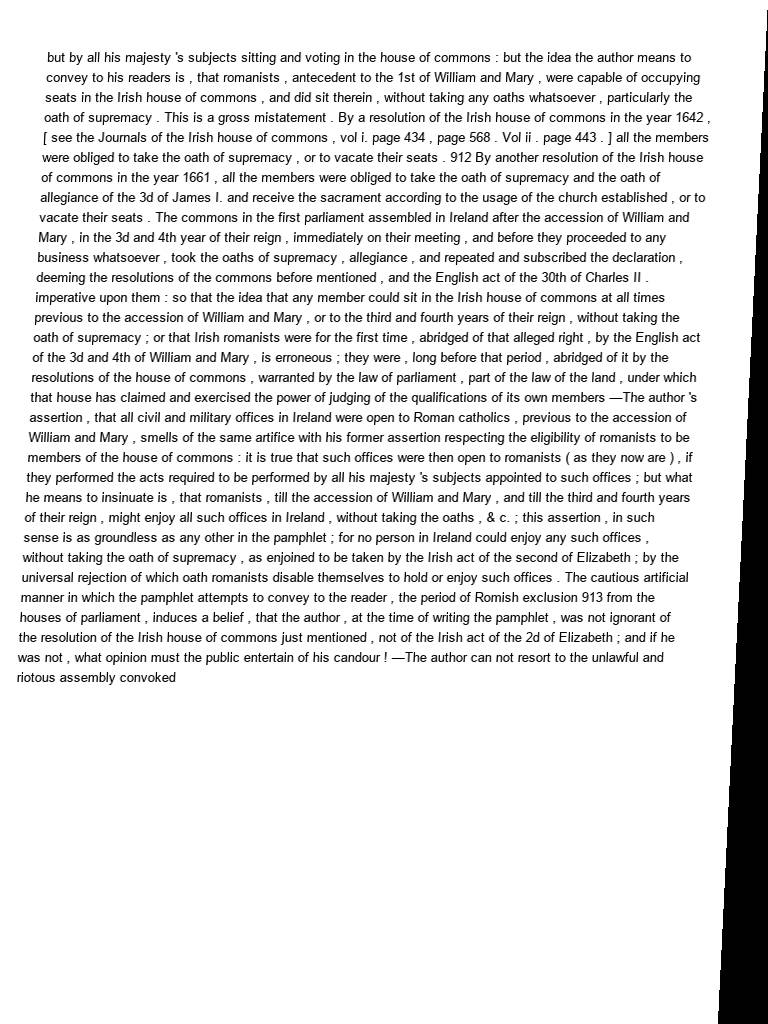 but by all his majesty 's subjects sitting and voting in the house of commons : but the idea the author means to
convey to his readers is , that romanists , antecedent to the 1st of William and Mary , were capable of occupying
seats in the Irish house of commons , and did sit therein , without taking any oaths whatsoever , particularly the
oath of supremacy . This is a gross mistatement . By a resolution of the Irish house of commons in the year 1642 ,
[ see the Journals of the Irish house of commons , vol i. page 434 , page 568 . Vol ii . page 443 . ] all the members
were obliged to take the oath of supremacy , or to vacate their seats . 912 By another resolution of the Irish house
of commons in the year 1661 , all the members were obliged to take the oath of supremacy and the oath of
allegiance of the 3d of James I. and receive the sacrament according to the usage of the church established , or to
vacate their seats . The commons in the first parliament assembled in Ireland after the accession of William and
Mary , in the 3d and 4th year of their reign , immediately on their meeting , and before they proceeded to any
business whatsoever , took the oaths of supremacy , allegiance , and repeated and subscribed the declaration ,
deeming the resolutions of the commons before mentioned , and the English act of the 30th of Charles II .
imperative upon them : so that the idea that any member could sit in the Irish house of commons at all times
previous to the accession of William and Mary , or to the third and fourth years of their reign , without taking the
oath of supremacy ; or that Irish romanists were for the first time , abridged of that alleged right , by the English act
of the 3d and 4th of William and Mary , is erroneous ; they were , long before that period , abridged of it by the
resolutions of the house of commons , warranted by the law of parliament , part of the law of the land , under which
that house has claimed and exercised the power of judging of the qualifications of its own members —The author 's
assertion , that all civil and military offices in Ireland were open to Roman catholics , previous to the accession of
William and Mary , smells of the same artifice with his former assertion respecting the eligibility of romanists to be
members of the house of commons : it is true that such offices were then open to romanists ( as they now are ) , if
they performed the acts required to be performed by all his majesty 's subjects appointed to such offices ; but what
he means to insinuate is , that romanists , till the accession of William and Mary , and till the third and fourth years
of their reign , might enjoy all such offices in Ireland , without taking the oaths , & c. ; this assertion , in such
sense is as groundless as any other in the pamphlet ; for no person in Ireland could enjoy any such offices ,
without taking the oath of supremacy , as enjoined to be taken by the Irish act of the second of Elizabeth ; by the
universal rejection of which oath romanists disable themselves to hold or enjoy such offices . The cautious artificial
manner in which the pamphlet attempts to convey to the reader , the period of Romish exclusion 913 from the
houses of parliament , induces a belief , that the author , at the time of writing the pamphlet , was not ignorant of
the resolution of the Irish house of commons just mentioned , not of the Irish act of the 2d of Elizabeth ; and if he
was not , what opinion must the public entertain of his candour ! —The author can not resort to the unlawful and
riotous assembly convoked